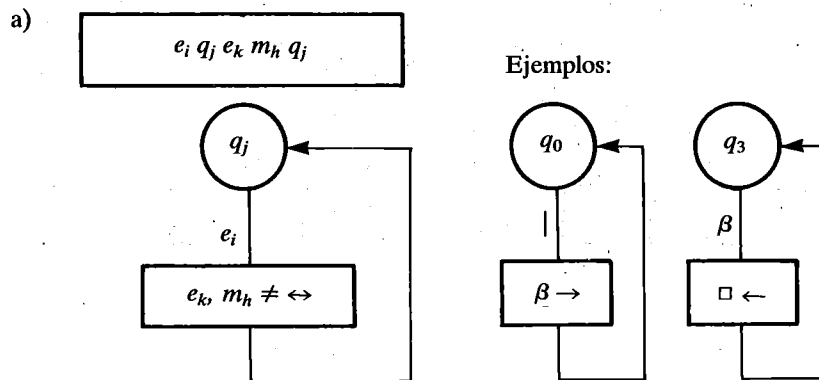 a)
e_i q_j e_k m_h q_j
Ejemplos:
q_j
q_0
q_3
e_i
|
β
e_k, m_h ≠ ↔
β →
□ ←